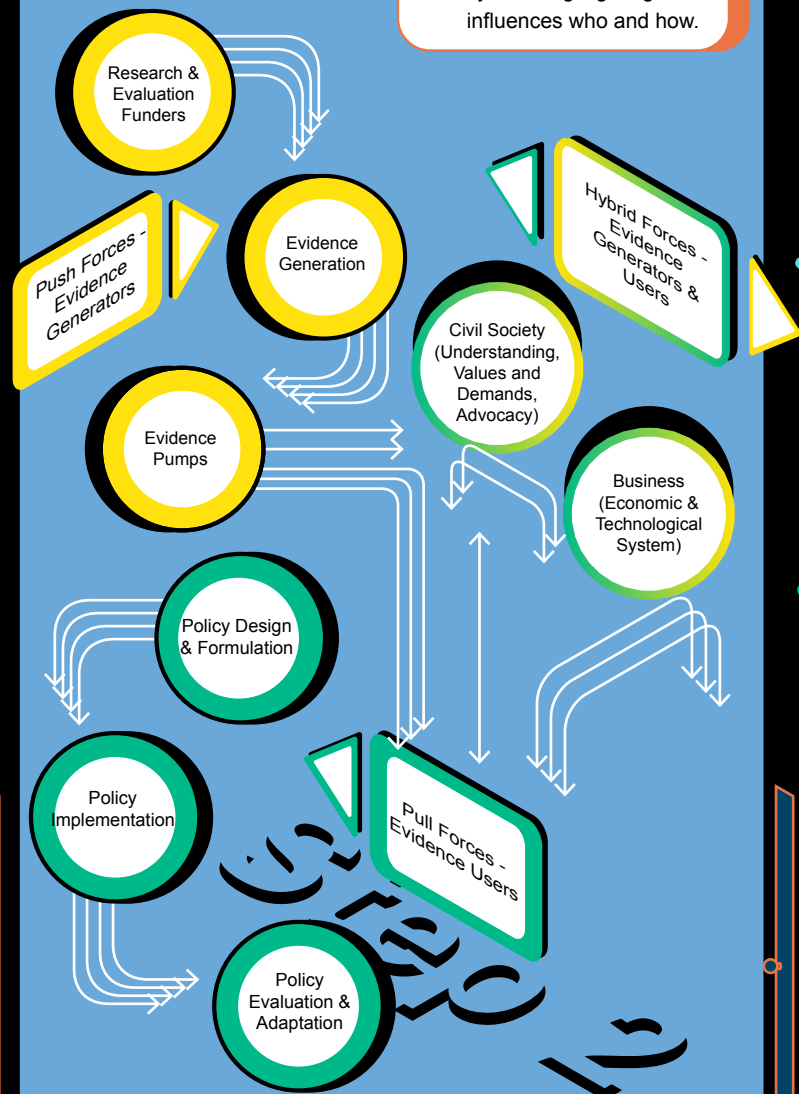 influences who and how.
Research &
Evaluation
Funders
Push Forces -
Evidence
Generators
Evidence
Generation
Hybrid Forces -
Evidence
Generators &
Users
Civil Society
(Understanding,
Values and
Demands,
Advocacy)
Evidence
Pumps
Business
(Economic &
Technological
System)
Policy Design
& Formulation
Policy
Implementation
Pull Forces -
Evidence Users
Policy
Evaluation &
Adaptation